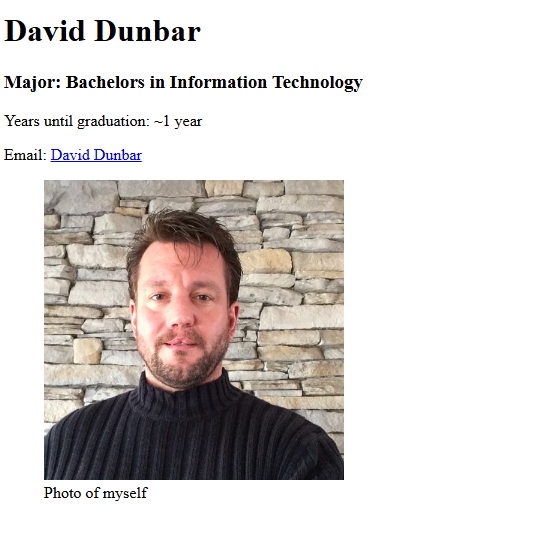 David Dunbar
Major: Bachelors in Information Technology
Years until graduation: ~1 year
Email: David Dunbar
Photo of myself